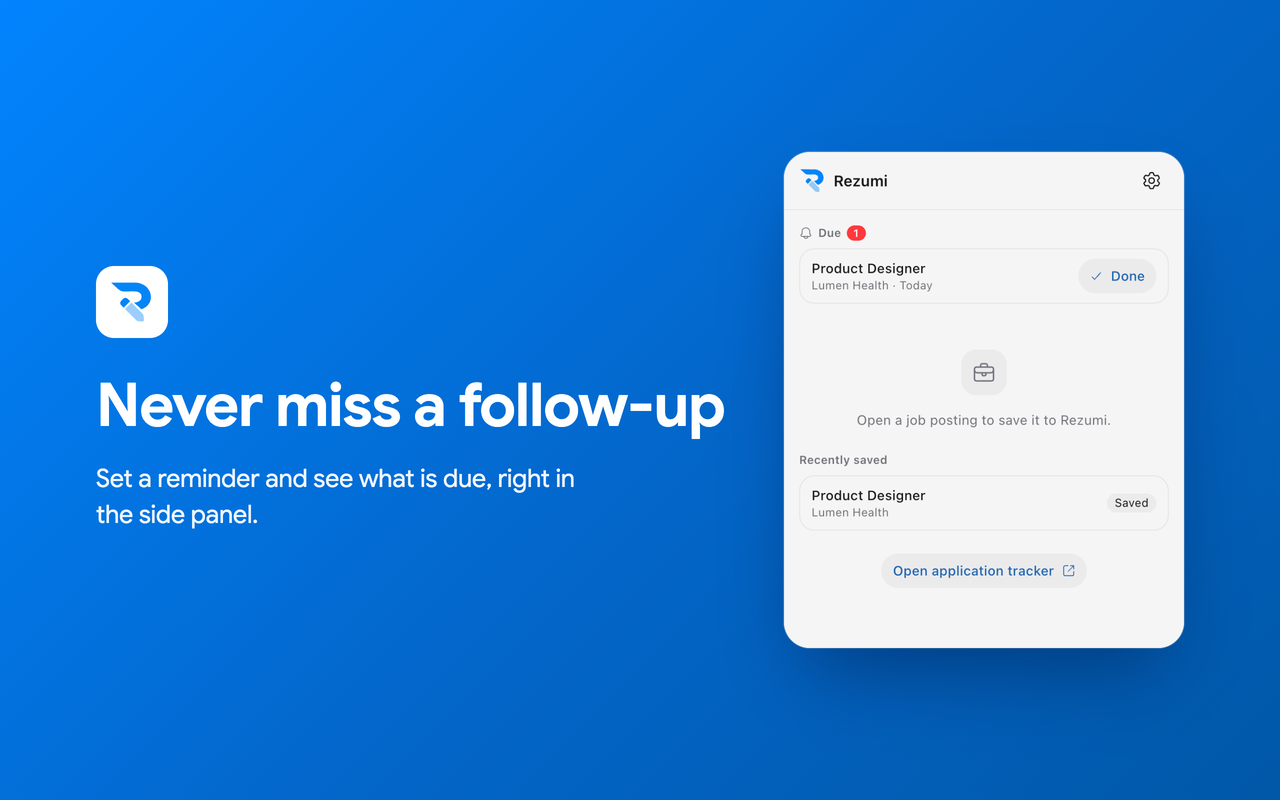 Never miss a follow-up
Set a reminder and see what is due, right in
the side panel.
Rezumi
Due 1
Product Designer
Lumen Health · Today
Done
Open a job posting to save it to Rezumi.
Recently saved
Product Designer
Lumen Health
Saved
Open application tracker